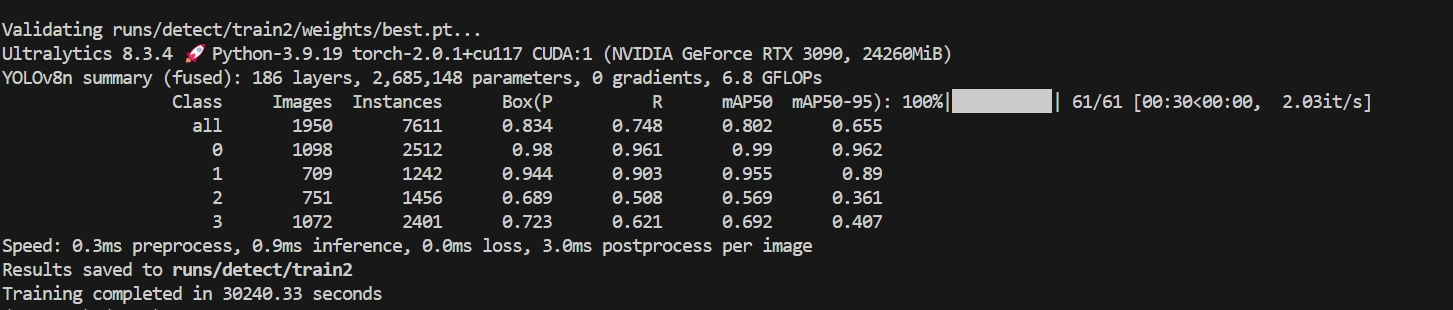 Validating runs/detect/train2/weights/best.pt...
Ultralytics 8.3.4 🚀 Python-3.9.19 torch-2.0.1+cu117 CUDA:1 (NVIDIA GeForce RTX 3090, 24260MiB)
YOLOv8n summary (fused): 186 layers, 2,685,148 parameters, 0 gradients, 6.8 GFLOPs
Class Images Instances Box(P R mAP50 mAP50-95): 100%|██████████| 61/61 [00:30<00:00, 2.03it/s]
all 1950 7611 0.834 0.748 0.802 0.655
0 1098 2512 0.98 0.961 0.99 0.962
1 709 1242 0.944 0.903 0.955 0.89
2 751 1456 0.689 0.508 0.569 0.361
3 1072 2401 0.723 0.621 0.692 0.407
Speed: 0.3ms preprocess, 0.9ms inference, 0.0ms loss, 3.0ms postprocess per image
Results saved to runs/detect/train2
Training completed in 30240.33 seconds